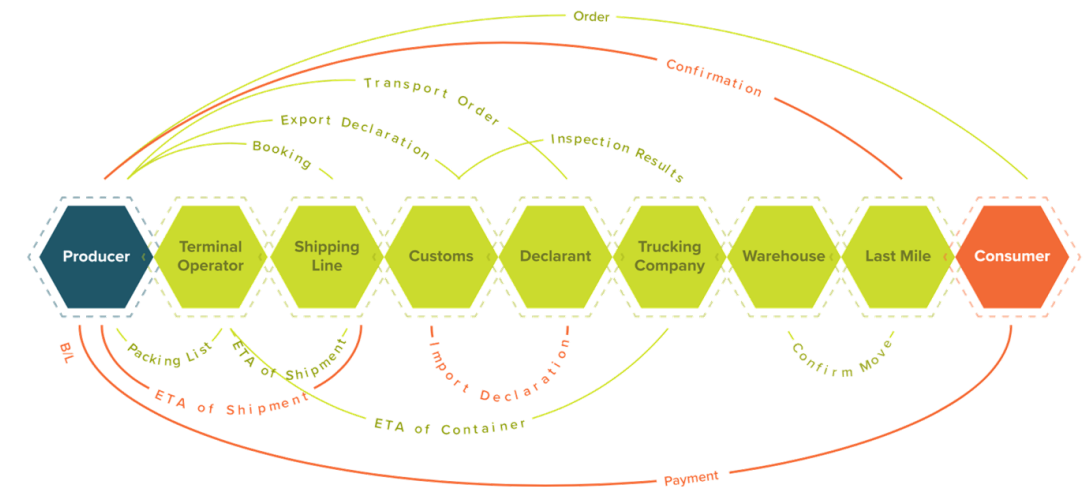 Order
Confirmation
Transport Order
Export Declaration
Inspection Results
Booking
Producer
Terminal
Operator
Shipping
Line
Customs
Declarant
Trucking
Company
Warehouse
Last Mile
Consumer
B/L
Packing List
ETA of Shipment
Import Declaration
Confirm Move
ETA of Shipment
ETA of Container
Payment